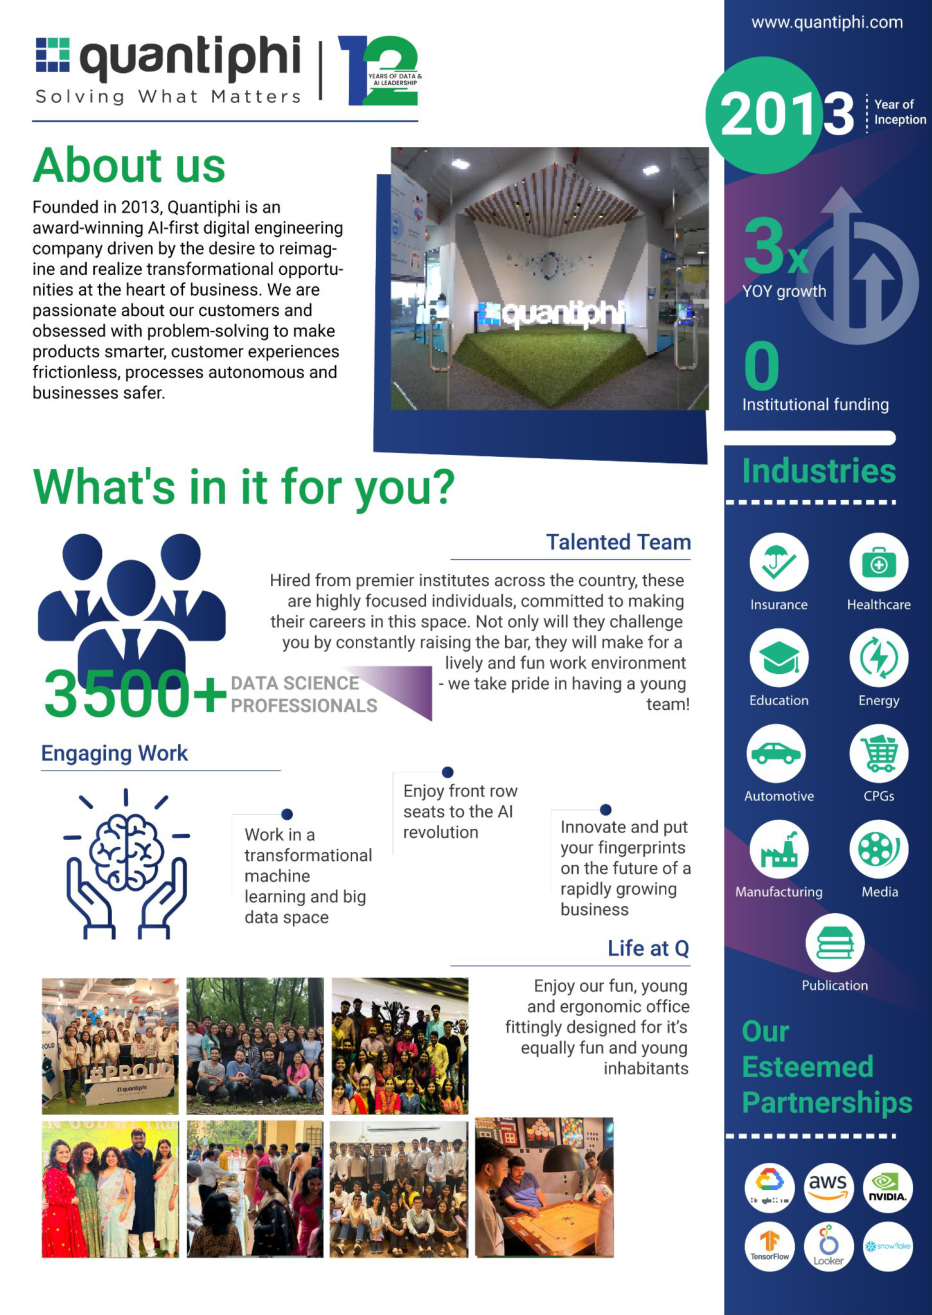 quantiphi
Solving What Matters
12
YEARS OF DATA &
AI LEADERSHIP
www.quantiphi.com
2013
Year of
Inception
About us
Founded in 2013, Quantiphi is an
award-winning AI-first digital engineering
company driven by the desire to reimag-
ine and realize transformational opportu-
nities at the heart of business. We are
passionate about our customers and
obsessed with problem-solving to make
products smarter, customer experiences
frictionless, processes autonomous and
businesses safer.
quantiphi
3x
YOY growth
0
Institutional funding
What's in it for you?
Talented Team
Hired from premier institutes across the country, these
are highly focused individuals, committed to making
their careers in this space. Not only will they challenge
you by constantly raising the bar, they will make for a
lively and fun work environment
- we take pride in having a young
team!
3500+
DATA SCIENCE
PROFESSIONALS
Engaging Work
Work in a
transformational
machine
learning and big
data space
Enjoy front row
seats to the AI
revolution
Innovate and put
your fingerprints
on the future of a
rapidly growing
business
Life at Q
Enjoy our fun, young
and ergonomic office
fittingly designed for it's
equally fun and young
inhabitants
#PROUD
quantiphi
Industries
Insurance
Healthcare
Education
Energy
Automotive
CPGs
Manufacturing
Media
Publication
Our
Esteemed
Partnerships
aws
NVIDIA.
TensorFlow
Looker
snowflake